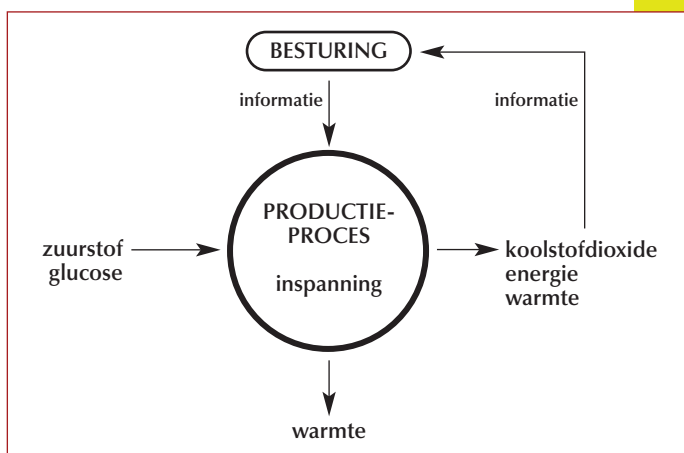 BESTURING
informatie
informatie
PRODUCTIE-
PROCES
inspanning
zuurstof
glucose
koolstofdioxide
energie
warmte
warmte